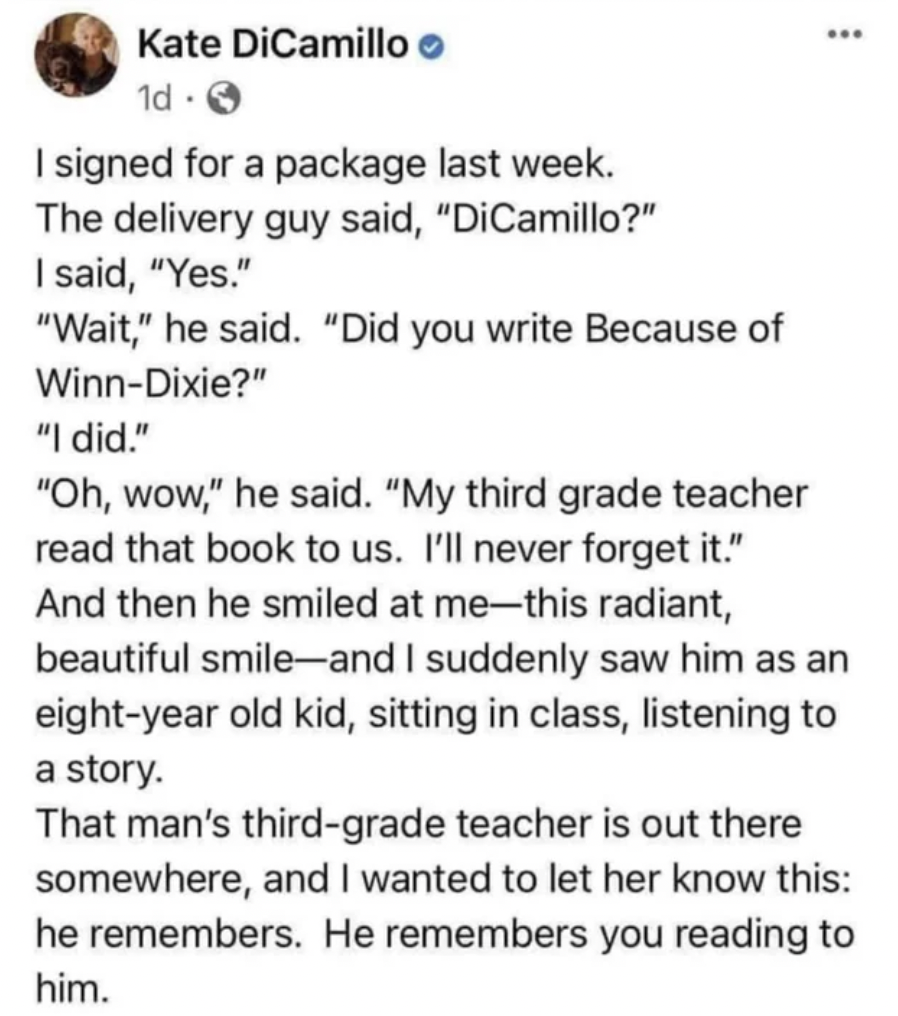 Kate DiCamillo
1d ·
I signed for a package last week.
The delivery guy said, "DiCamillo?"
I said, "Yes."
"Wait," he said.  "Did you write Because of
Winn-Dixie?"
"I did."
"Oh, wow," he said. "My third grade teacher
read that book to us.  I'll never forget it."
And then he smiled at me—this radiant,
beautiful smile—and I suddenly saw him as an
eight-year old kid, sitting in class, listening to
a story.
That man's third-grade teacher is out there
somewhere, and I wanted to let her know this:
he remembers.  He remembers you reading to
him.